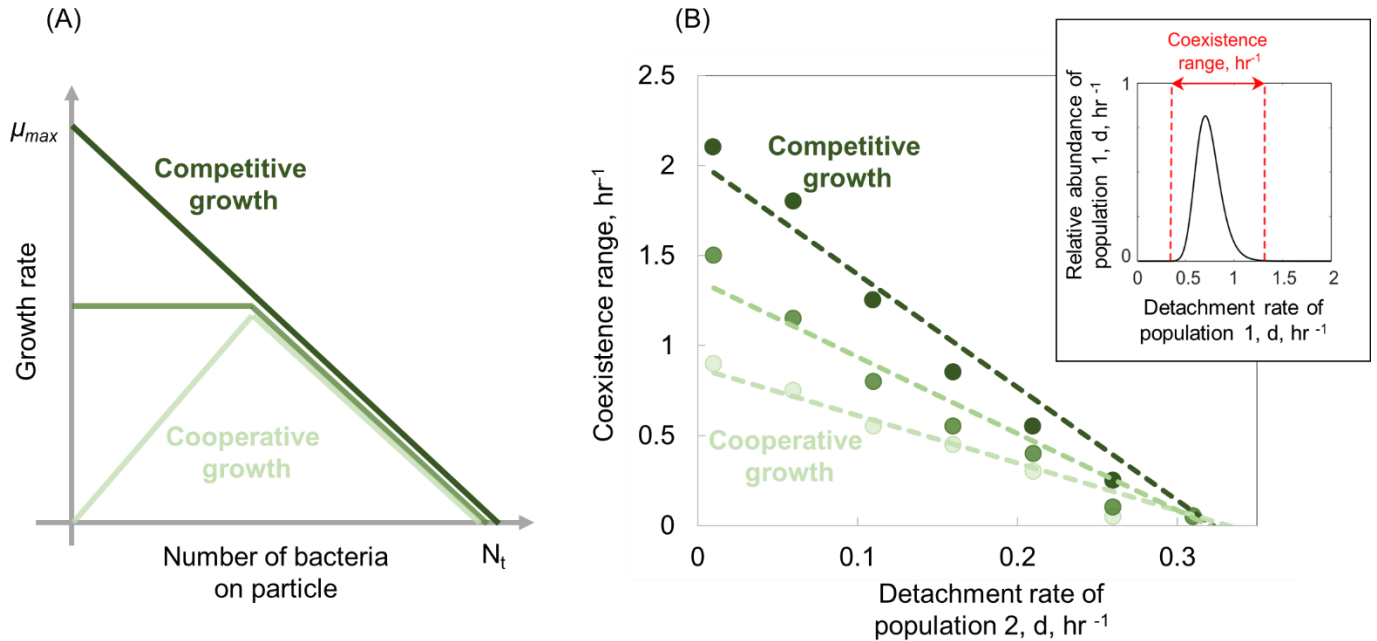 (A)
μmax
Competitive
growth
Growth rate
Cooperative
growth
Number of bacteria
on particle
Nt
(B)
2.5
2
1.5
1
0.5
0
Coexistence range, hr-1
Competitive
growth
Cooperative
growth
0
0.1
0.2
0.3
Detachment rate of
population 2, d, hr -1
Coexistence
range, hr-1
Relative abundance of
population 1, d, hr -1
1
0
0
0.5
1
1.5
2
Detachment rate of
population 1, d, hr -1